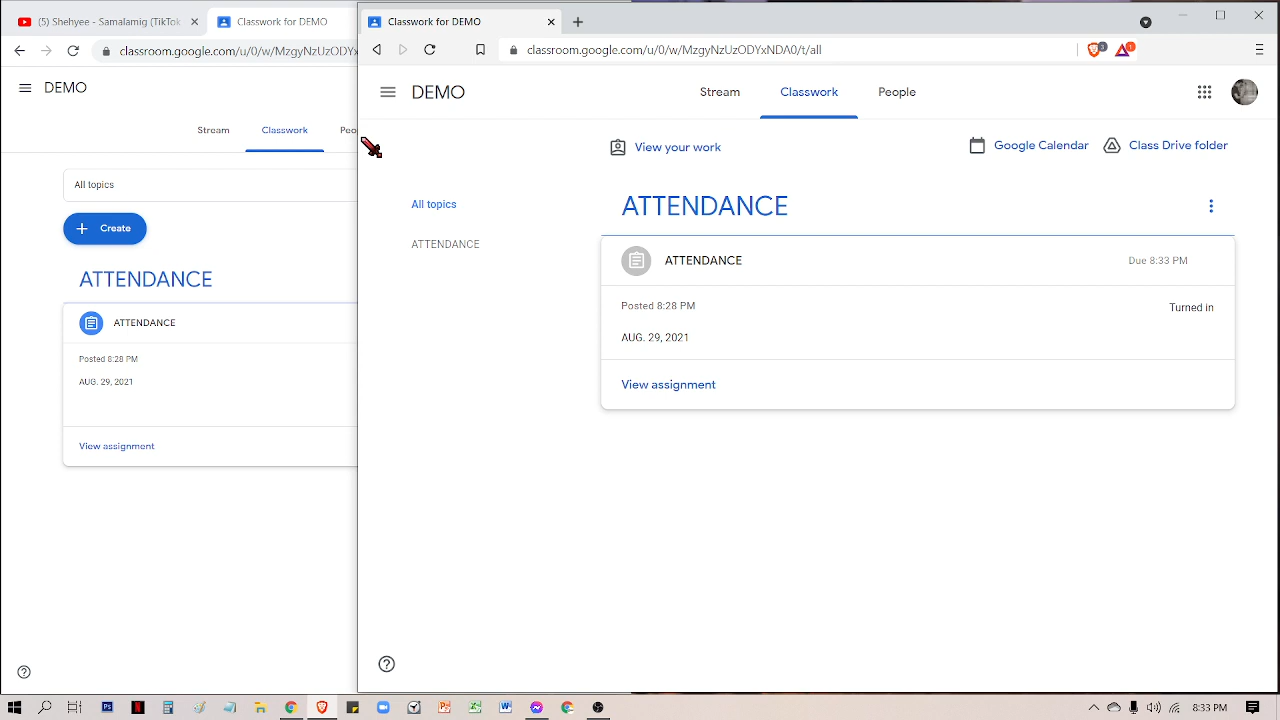 (5) Shehyee - Samalamig (TikTok
Classwork for DEMO
classroom.google.com/u/0/w/MzgyNzUzODYx
DEMO
Stream
Classwork
Peo
All topics
+ Create
ATTENDANCE
ATTENDANCE
Posted 8:28 PM
AUG. 29, 2021
View assignment
Classwork for DEMO
classroom.google.com/u/0/w/MzgyNzUzODYxNDA0/t/all
3
1
DEMO
Stream
Classwork
People
View your work
Google Calendar
Class Drive folder
All topics
ATTENDANCE
ATTENDANCE
ATTENDANCE
Due 8:33 PM
Posted 8:28 PM
Turned in
AUG. 29, 2021
View assignment
8:33 PM